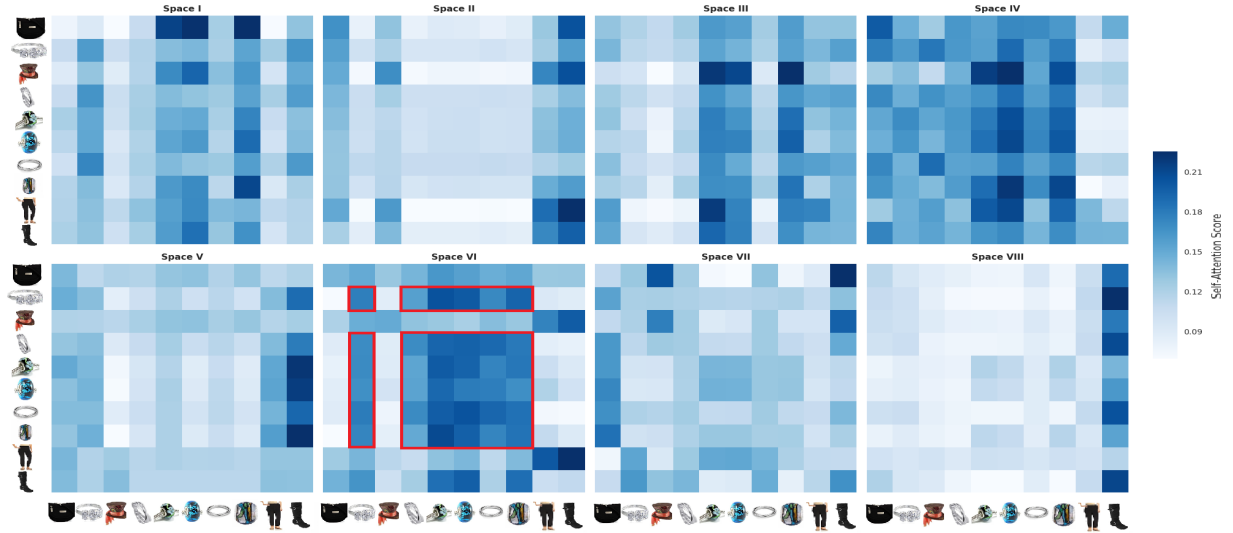 Space I
Space II
Space III
Space IV
Space V
Space VI
Space VII
Space VIII
0.21
0.18
0.15
0.12
0.09
Self-Attention Score